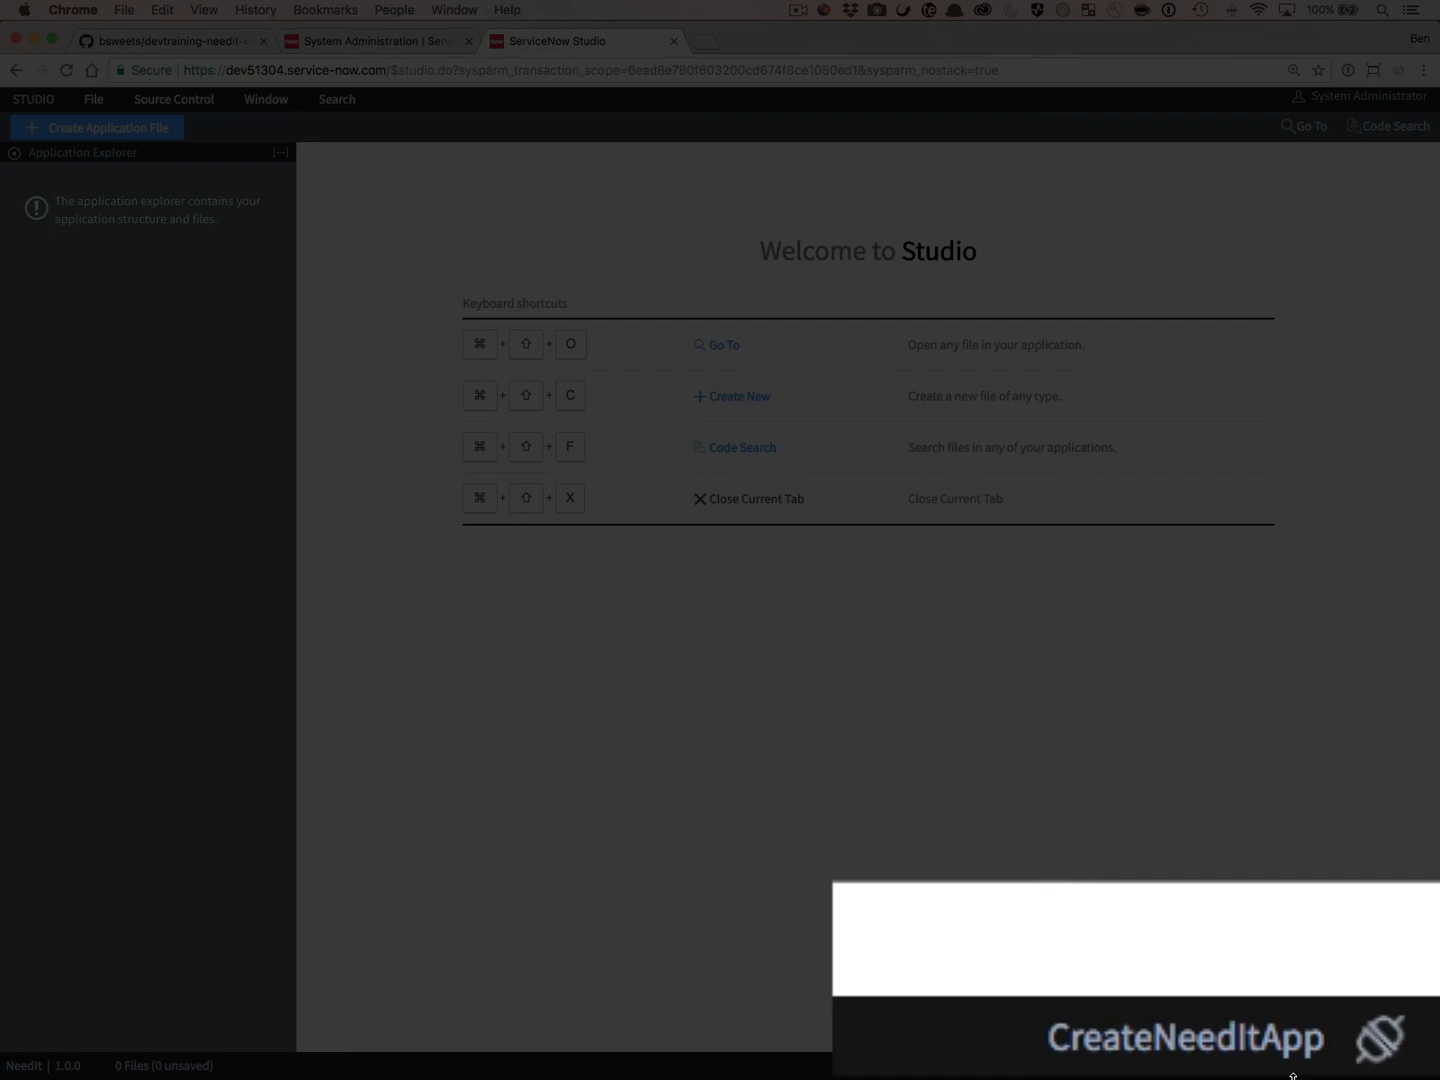 Chrome File Edit View History Bookmarks People Window Help 100%
bsweets/devtraining-needit-k System Administration | Servic ServiceNow Studio Ben
Secure https://dev51304.service-now.com/$studio.do?sysparm_transaction_scope=6ead8e780f603200cd674f8ce1050ed1&sysparm_nostack=true
STUDIO File Source Control Window Search System Administrator
+ Create Application File Go To Code Search
Application Explorer [—]
The application explorer contains your
application structure and files.
Welcome to Studio
Keyboard shortcuts
⌘ + ⇧ + O Go To Open any file in your application.
⌘ + ⇧ + C Create New Create a new file of any type.
⌘ + ⇧ + F Code Search Search files in any of your applications.
⌘ + ⇧ + X Close Current Tab Close Current Tab
CreateNeedItApp
NeedIt | 1.0.0 0 Files (0 unsaved)